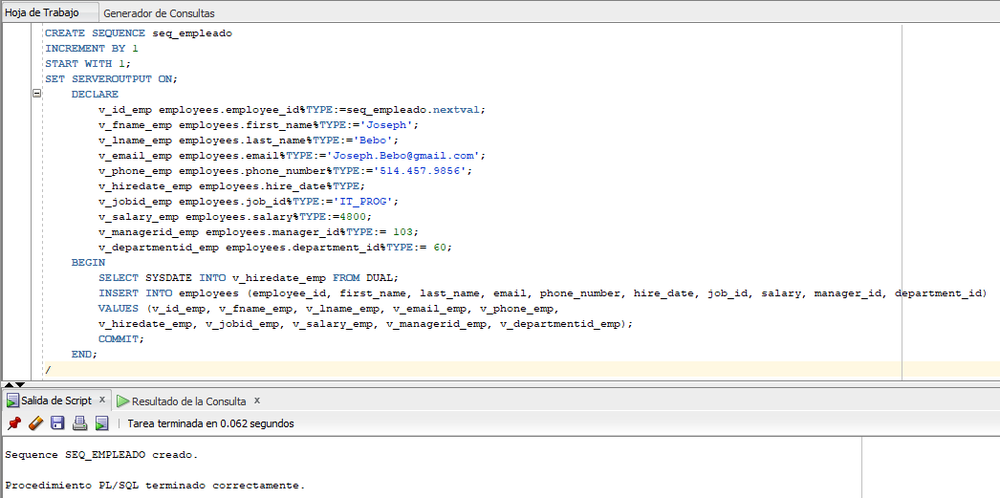 Hoja de Trabajo Generador de Consultas
CREATE SEQUENCE seq_empleado
INCREMENT BY 1
START WITH 1;
SET SERVEROUTPUT ON;
DECLARE
v_id_emp employees.employee_id%TYPE:=seq_empleado.nextval;
v_fname_emp employees.first_name%TYPE:='Joseph';
v_lname_emp employees.last_name%TYPE:='Bebo';
v_email_emp employees.email%TYPE:='Joseph.Bebo@gmail.com';
v_phone_emp employees.phone_number%TYPE:='514.457.9856';
v_hiredate_emp employees.hire_date%TYPE;
v_jobid_emp employees.job_id%TYPE:='IT_PROG';
v_salary_emp employees.salary%TYPE:=4800;
v_managerid_emp employees.manager_id%TYPE:= 103;
v_departmentid_emp employees.department_id%TYPE:= 60;
BEGIN
SELECT SYSDATE INTO v_hiredate_emp FROM DUAL;
INSERT INTO employees (employee_id, first_name, last_name, email, phone_number, hire_date, job_id, salary, manager_id, department_id)
VALUES (v_id_emp, v_fname_emp, v_lname_emp, v_email_emp, v_phone_emp,
v_hiredate_emp, v_jobid_emp, v_salary_emp, v_managerid_emp, v_departmentid_emp);
COMMIT;
END;
/
Salida de Script x Resultado de la Consulta x
Tarea terminada en 0.062 segundos
Sequence SEQ_EMPLEADO creado.
Procedimiento PL/SQL terminado correctamente.